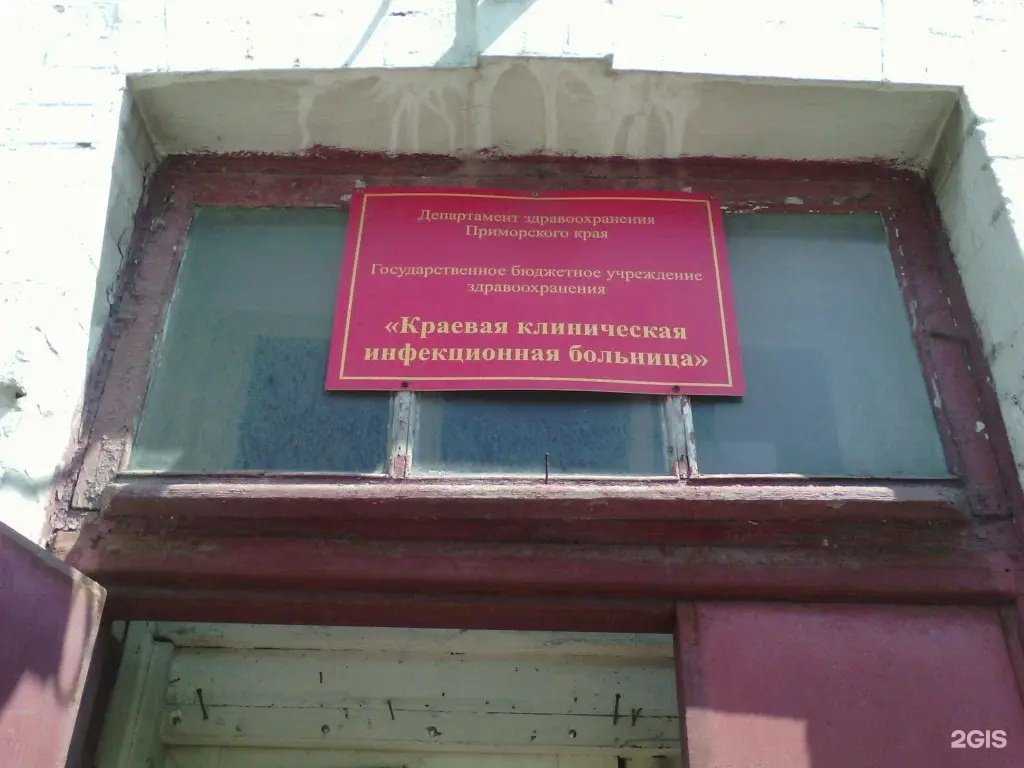 Департамент здравоохранения
Приморского края
Государственное бюджетное учреждение
здравоохранения
«Краевая клиническая
инфекционная больница»
2GIS